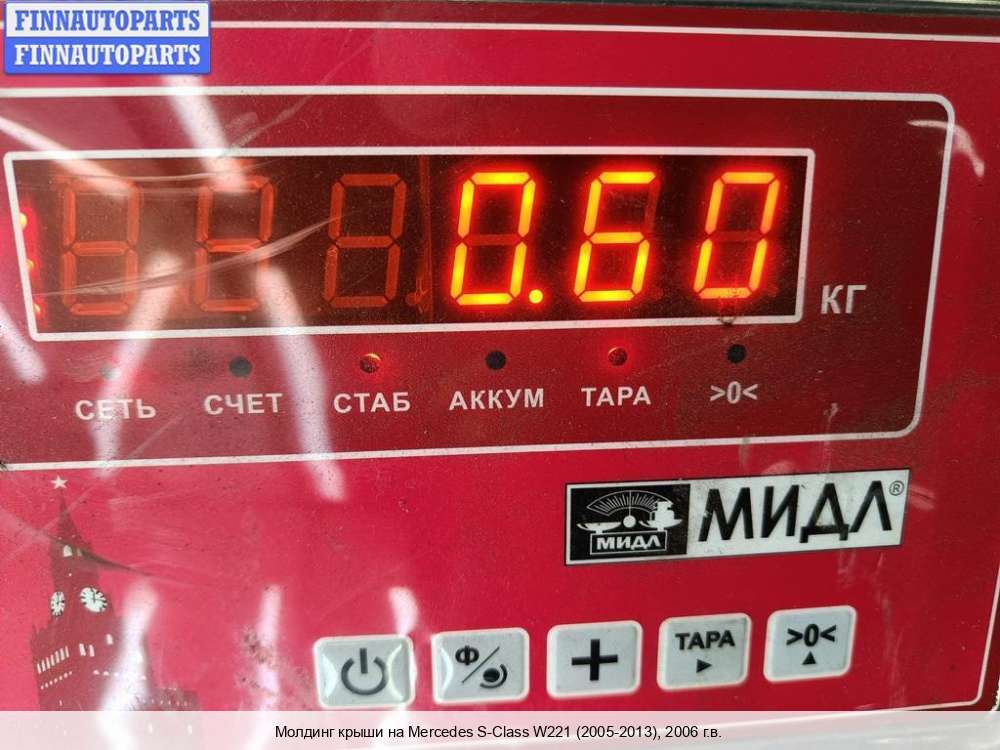 FINNAUTOPARTS
FINNAUTOPARTS
0.60
КГ
СЕТЬ СЧЕТ СТАБ АККУМ ТАРА >0<
МИДЛ МИДЛ®
Ф ТАРА >0<
Молдинг крыши на Mercedes S-Class W221 (2005-2013), 2006 г.в.